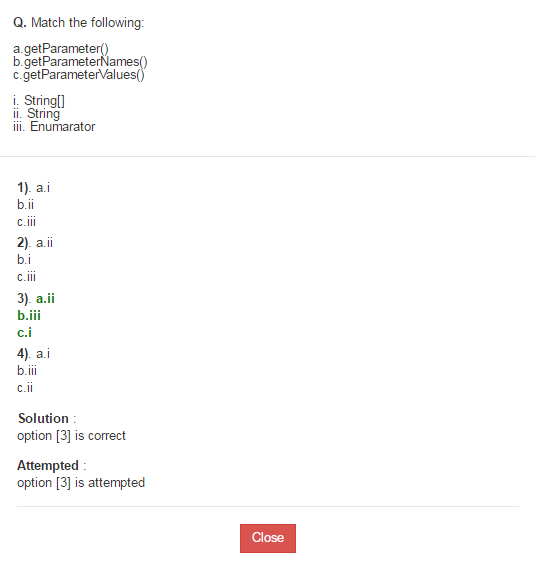 Q. Match the following:
a.getParameter()
b.getParameterNames()
c.getParameterValues()
i. String[]
ii. String
iii. Enumarator
1). a.i
b.ii
c.iii
2). a.ii
b.i
c.iii
3). a.ii
b.iii
c.i
4). a.i
b.iii
c.ii
Solution :
option [3] is correct
Attempted :
option [3] is attempted
Close